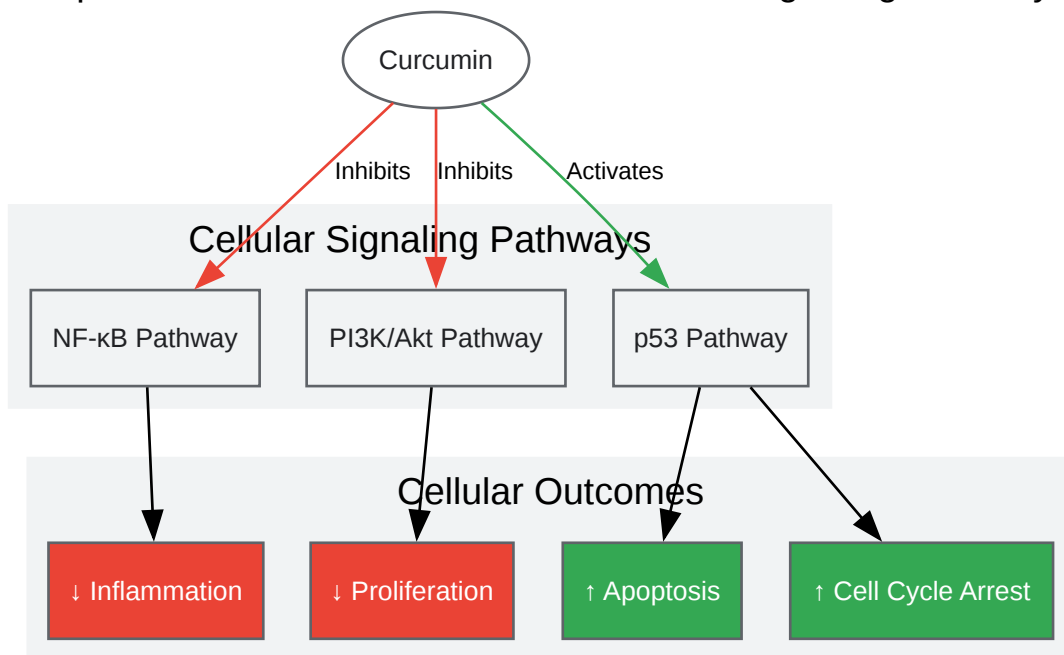 Curcumin
Inhibits Inhibits Activates
Cellular Signaling Pathways
NF-κB Pathway PI3K/Akt Pathway p53 Pathway
Cellular Outcomes
↓ Inflammation ↓ Proliferation ↑ Apoptosis ↑ Cell Cycle Arrest